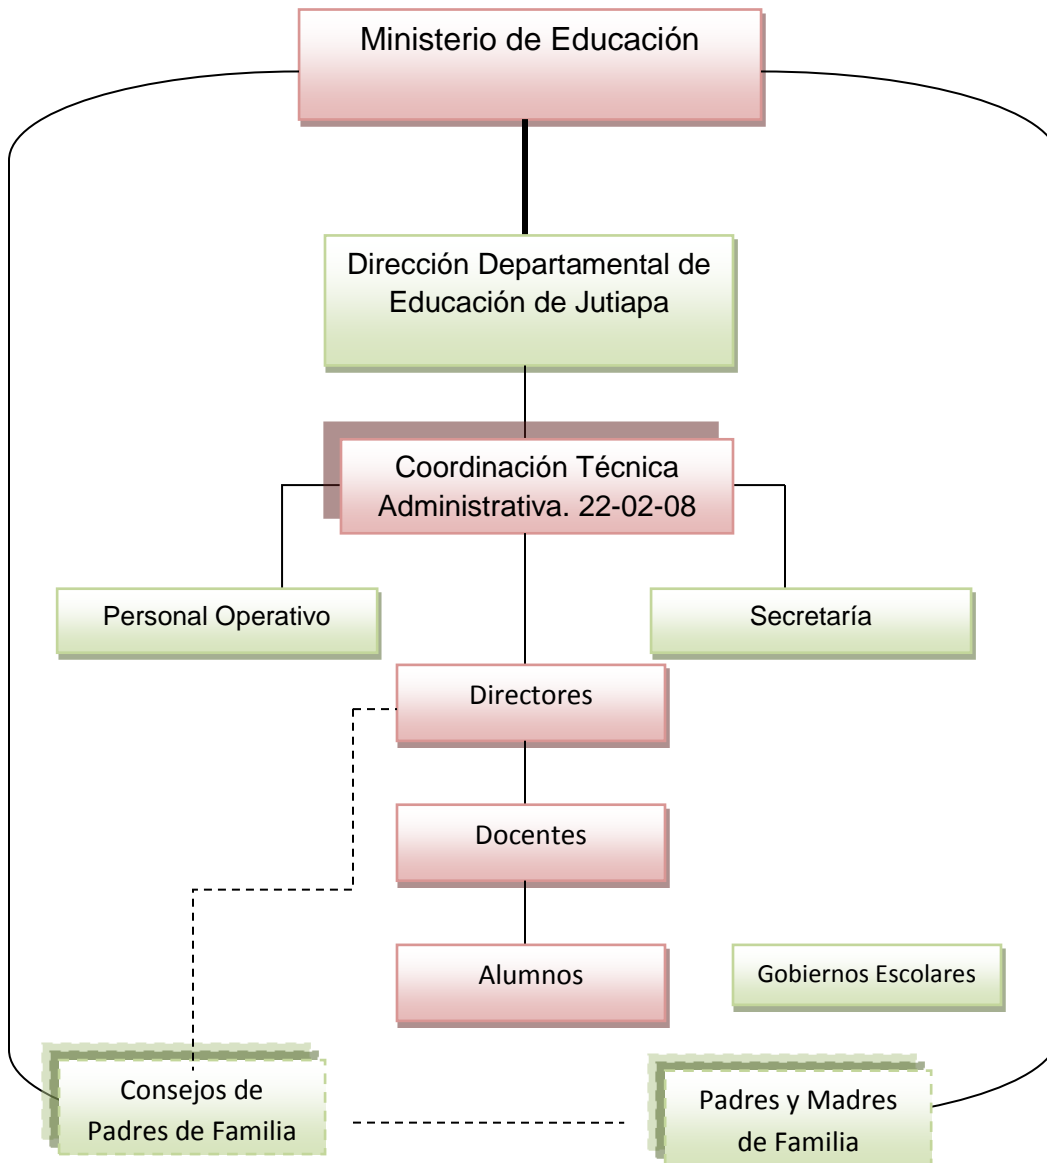 Ministerio de Educación
Dirección Departamental de
Educación de Jutiapa
Coordinación Técnica
Administrativa. 22-02-08
Personal Operativo
Secretaría
Directores
Docentes
Alumnos
Gobiernos Escolares
Consejos de
Padres de Familia
Padres y Madres
de Familia